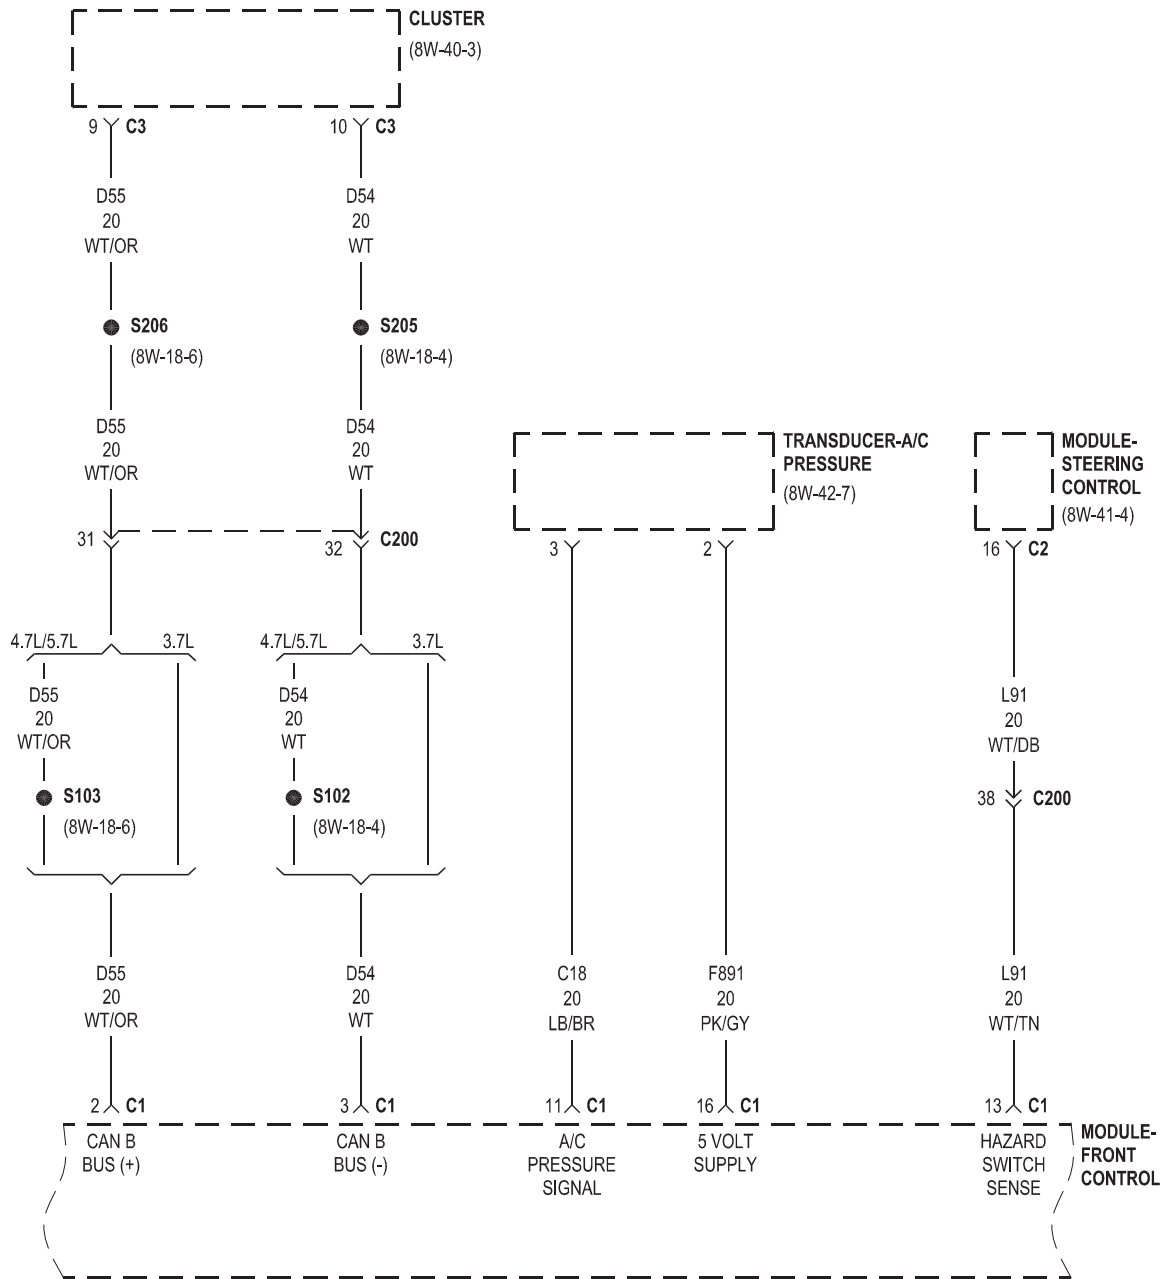 CLUSTER
(8W-40-3)
9 C3
10 C3
D55
20
WT/OR
D54
20
WT
S206
(8W-18-6)
S205
(8W-18-4)
D55
20
WT/OR
D54
20
WT
31
32 C200
TRANSDUCER-A/C
PRESSURE
(8W-42-7)
MODULE-
STEERING
CONTROL
(8W-41-4)
3
2
16 C2
4.7L/5.7L
3.7L
4.7L/5.7L
3.7L
D55
20
WT/OR
D54
20
WT
L91
20
WT/DB
S103
(8W-18-6)
S102
(8W-18-4)
38 C200
D55
20
WT/OR
D54
20
WT
C18
20
LB/BR
F891
20
PK/GY
L91
20
WT/TN
2 C1
3 C1
11 C1
16 C1
13 C1
CAN B
BUS (+)
CAN B
BUS (-)
A/C
PRESSURE
SIGNAL
5 VOLT
SUPPLY
HAZARD
SWITCH
SENSE
MODULE-
FRONT
CONTROL